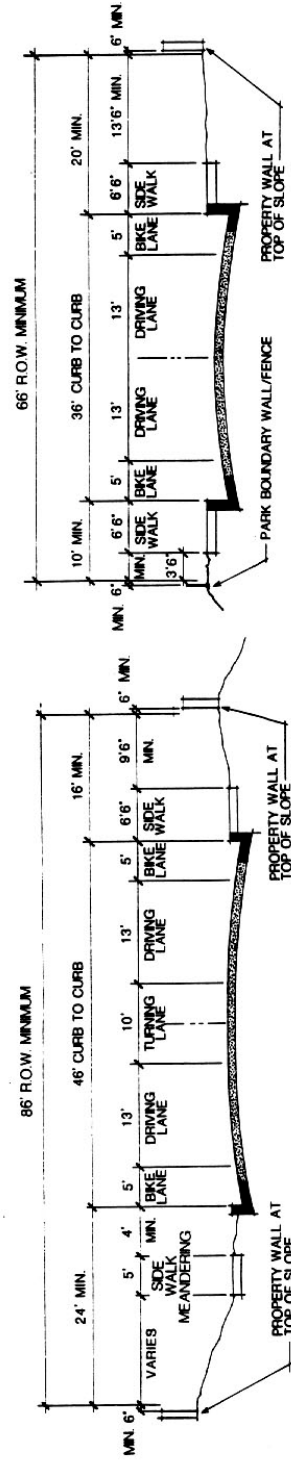 86' R.O.W. MINIMUM
24' MIN.
46' CURB TO CURB
16' MIN.
MIN. 6"
VARIES
5'
SIDE
WALK
MEANDERING
4'
MIN.
5'
BIKE
LANE
13'
DRIVING
LANE
10'
TURNING
LANE
13'
DRIVING
LANE
5'
BIKE
LANE
6'6"
SIDE
WALK
9'6"
MIN.
6" MIN.
PROPERTY WALL AT
TOP OF SLOPE
PROPERTY WALL AT
TOP OF SLOPE
66' R.O.W. MINIMUM
10' MIN.
36' CURB TO CURB
20' MIN.
MIN. 6"
MIN.
3'6"
6'6"
SIDE
WALK
5'
BIKE
LANE
13'
DRIVING
LANE
13'
DRIVING
LANE
5'
BIKE
LANE
6'6"
SIDE
WALK
13'6" MIN.
6" MIN.
PARK BOUNDARY WALL/FENCE
PROPERTY WALL AT
TOP OF SLOPE